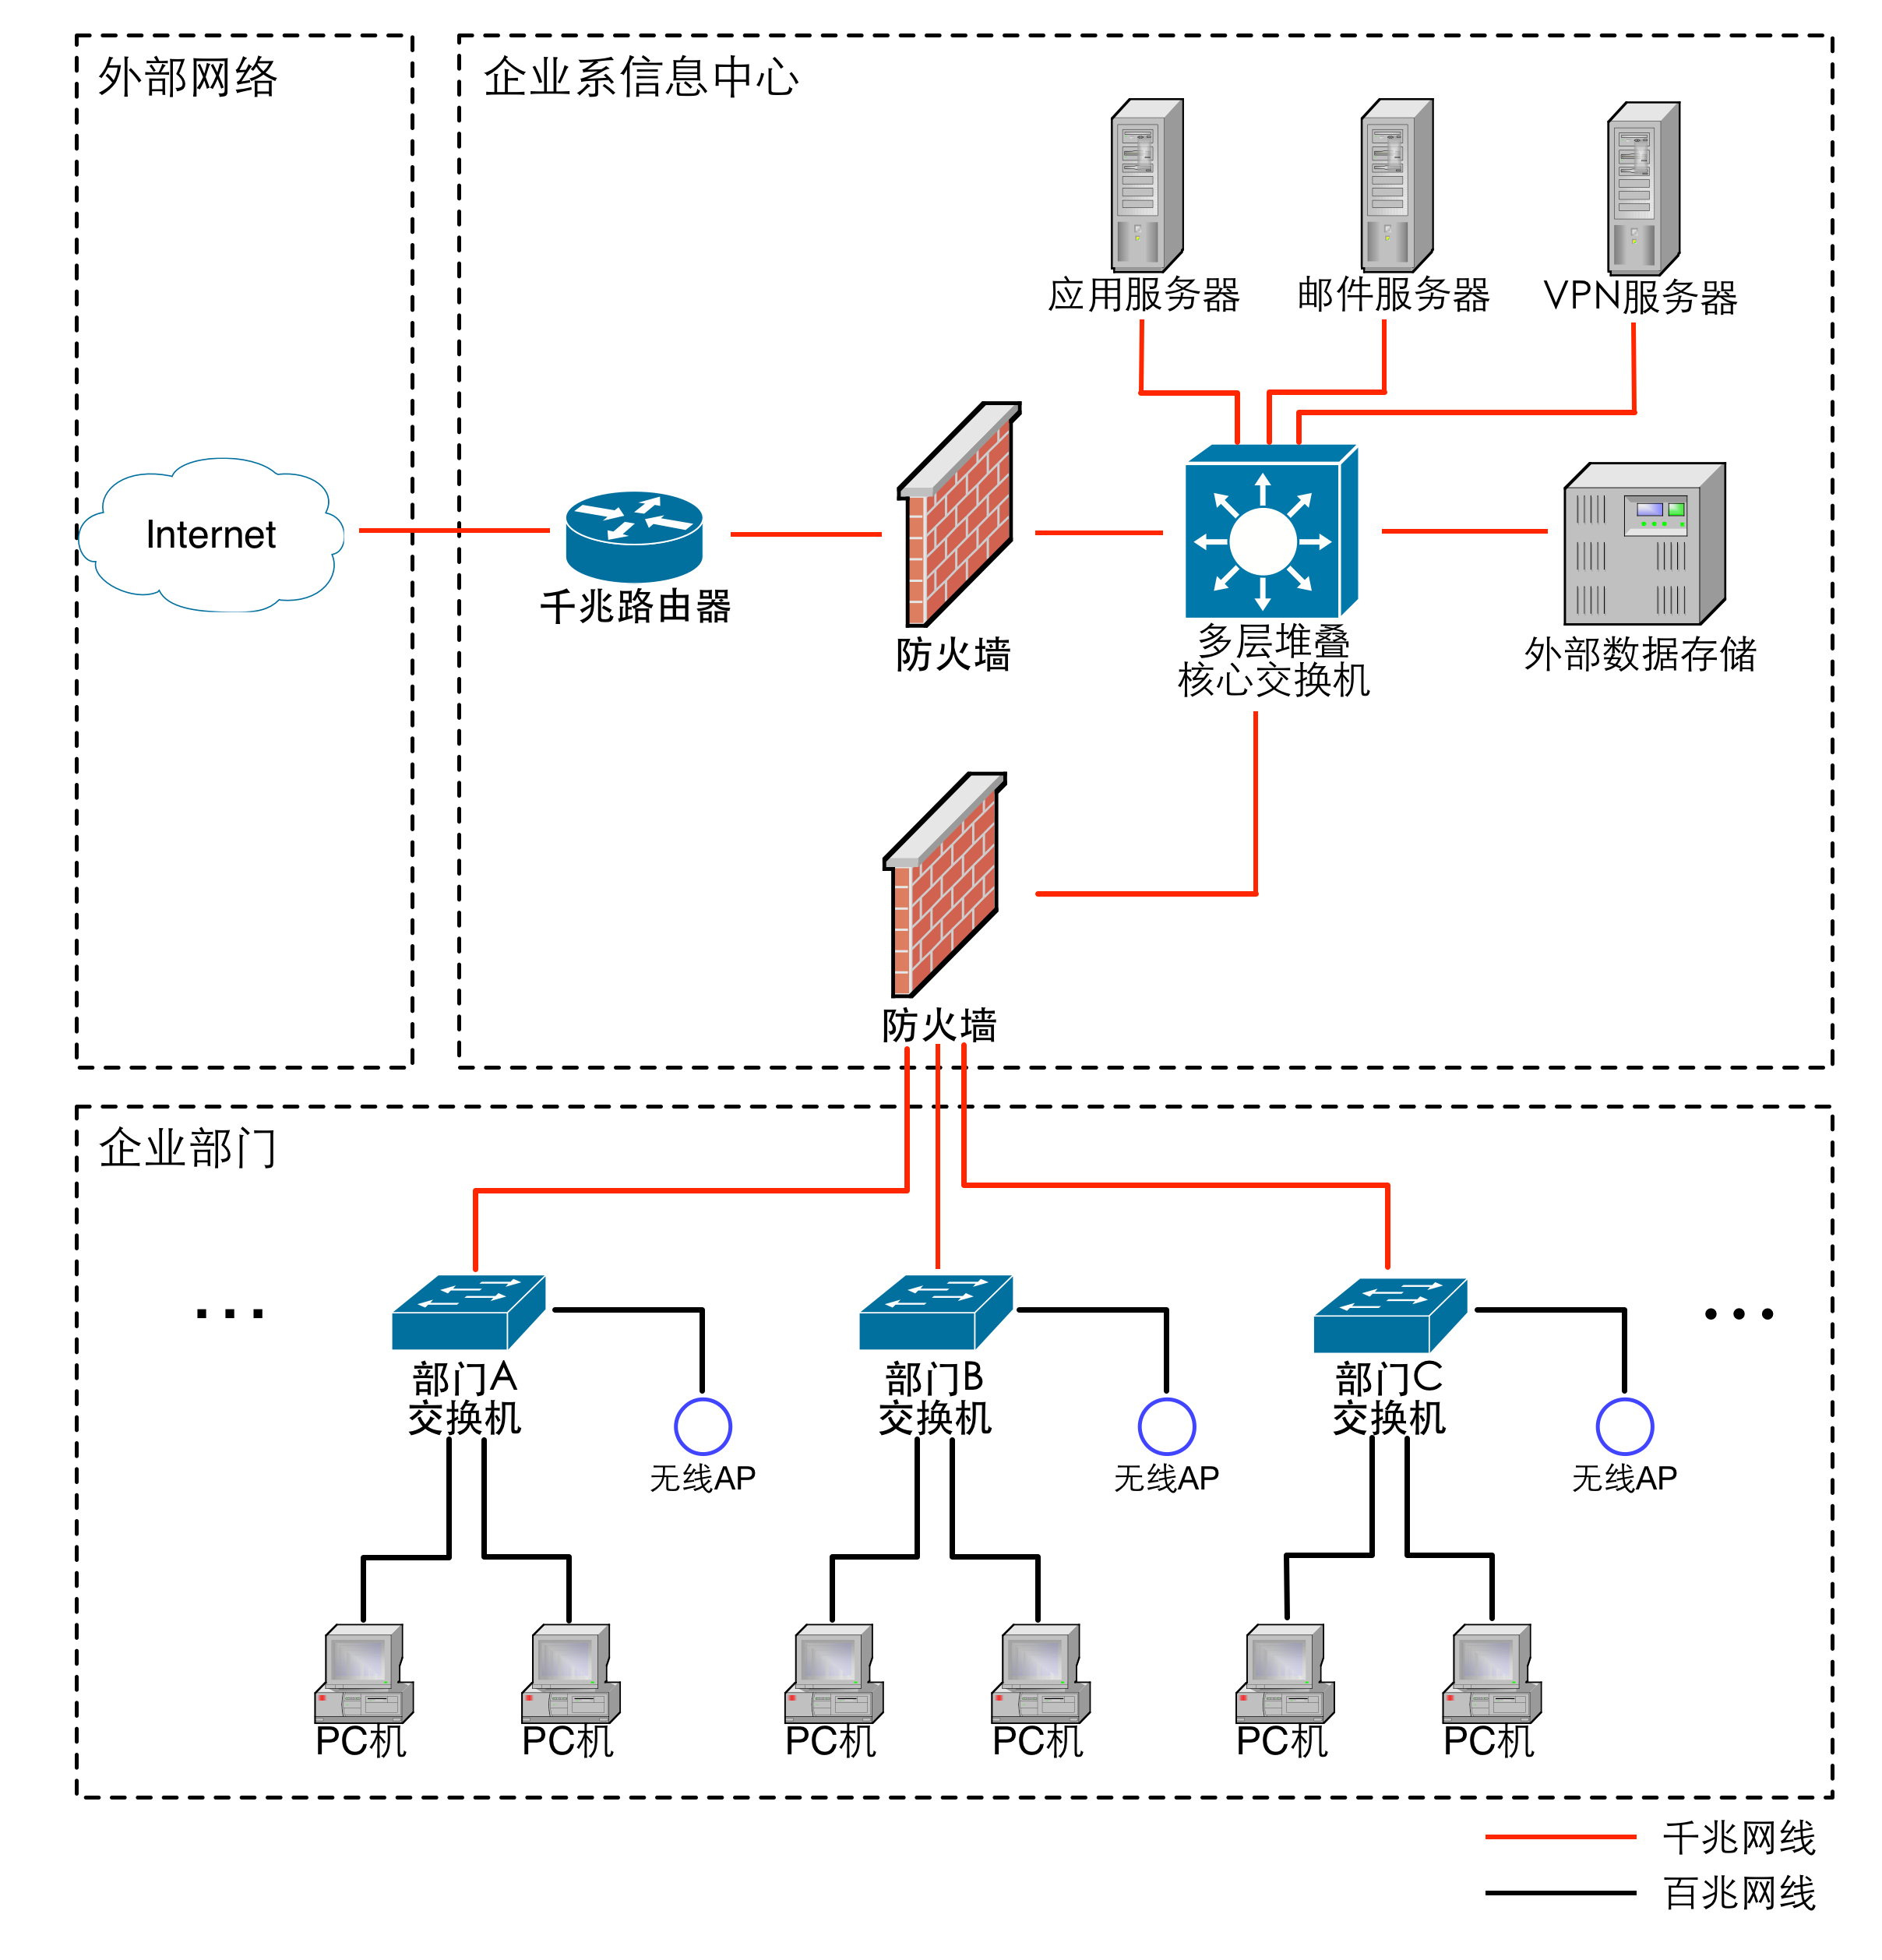 外部网络
企业系信息中心
应用服务器
邮件服务器
VPN服务器
Internet
千兆路由器
防火墙
多层堆叠
核心交换机
外部数据存储
防火墙
企业部门
...
...
部门A
交换机
无线AP
部门B
交换机
无线AP
部门C
交换机
无线AP
PC机
PC机
PC机
PC机
PC机
PC机
千兆网线
百兆网线